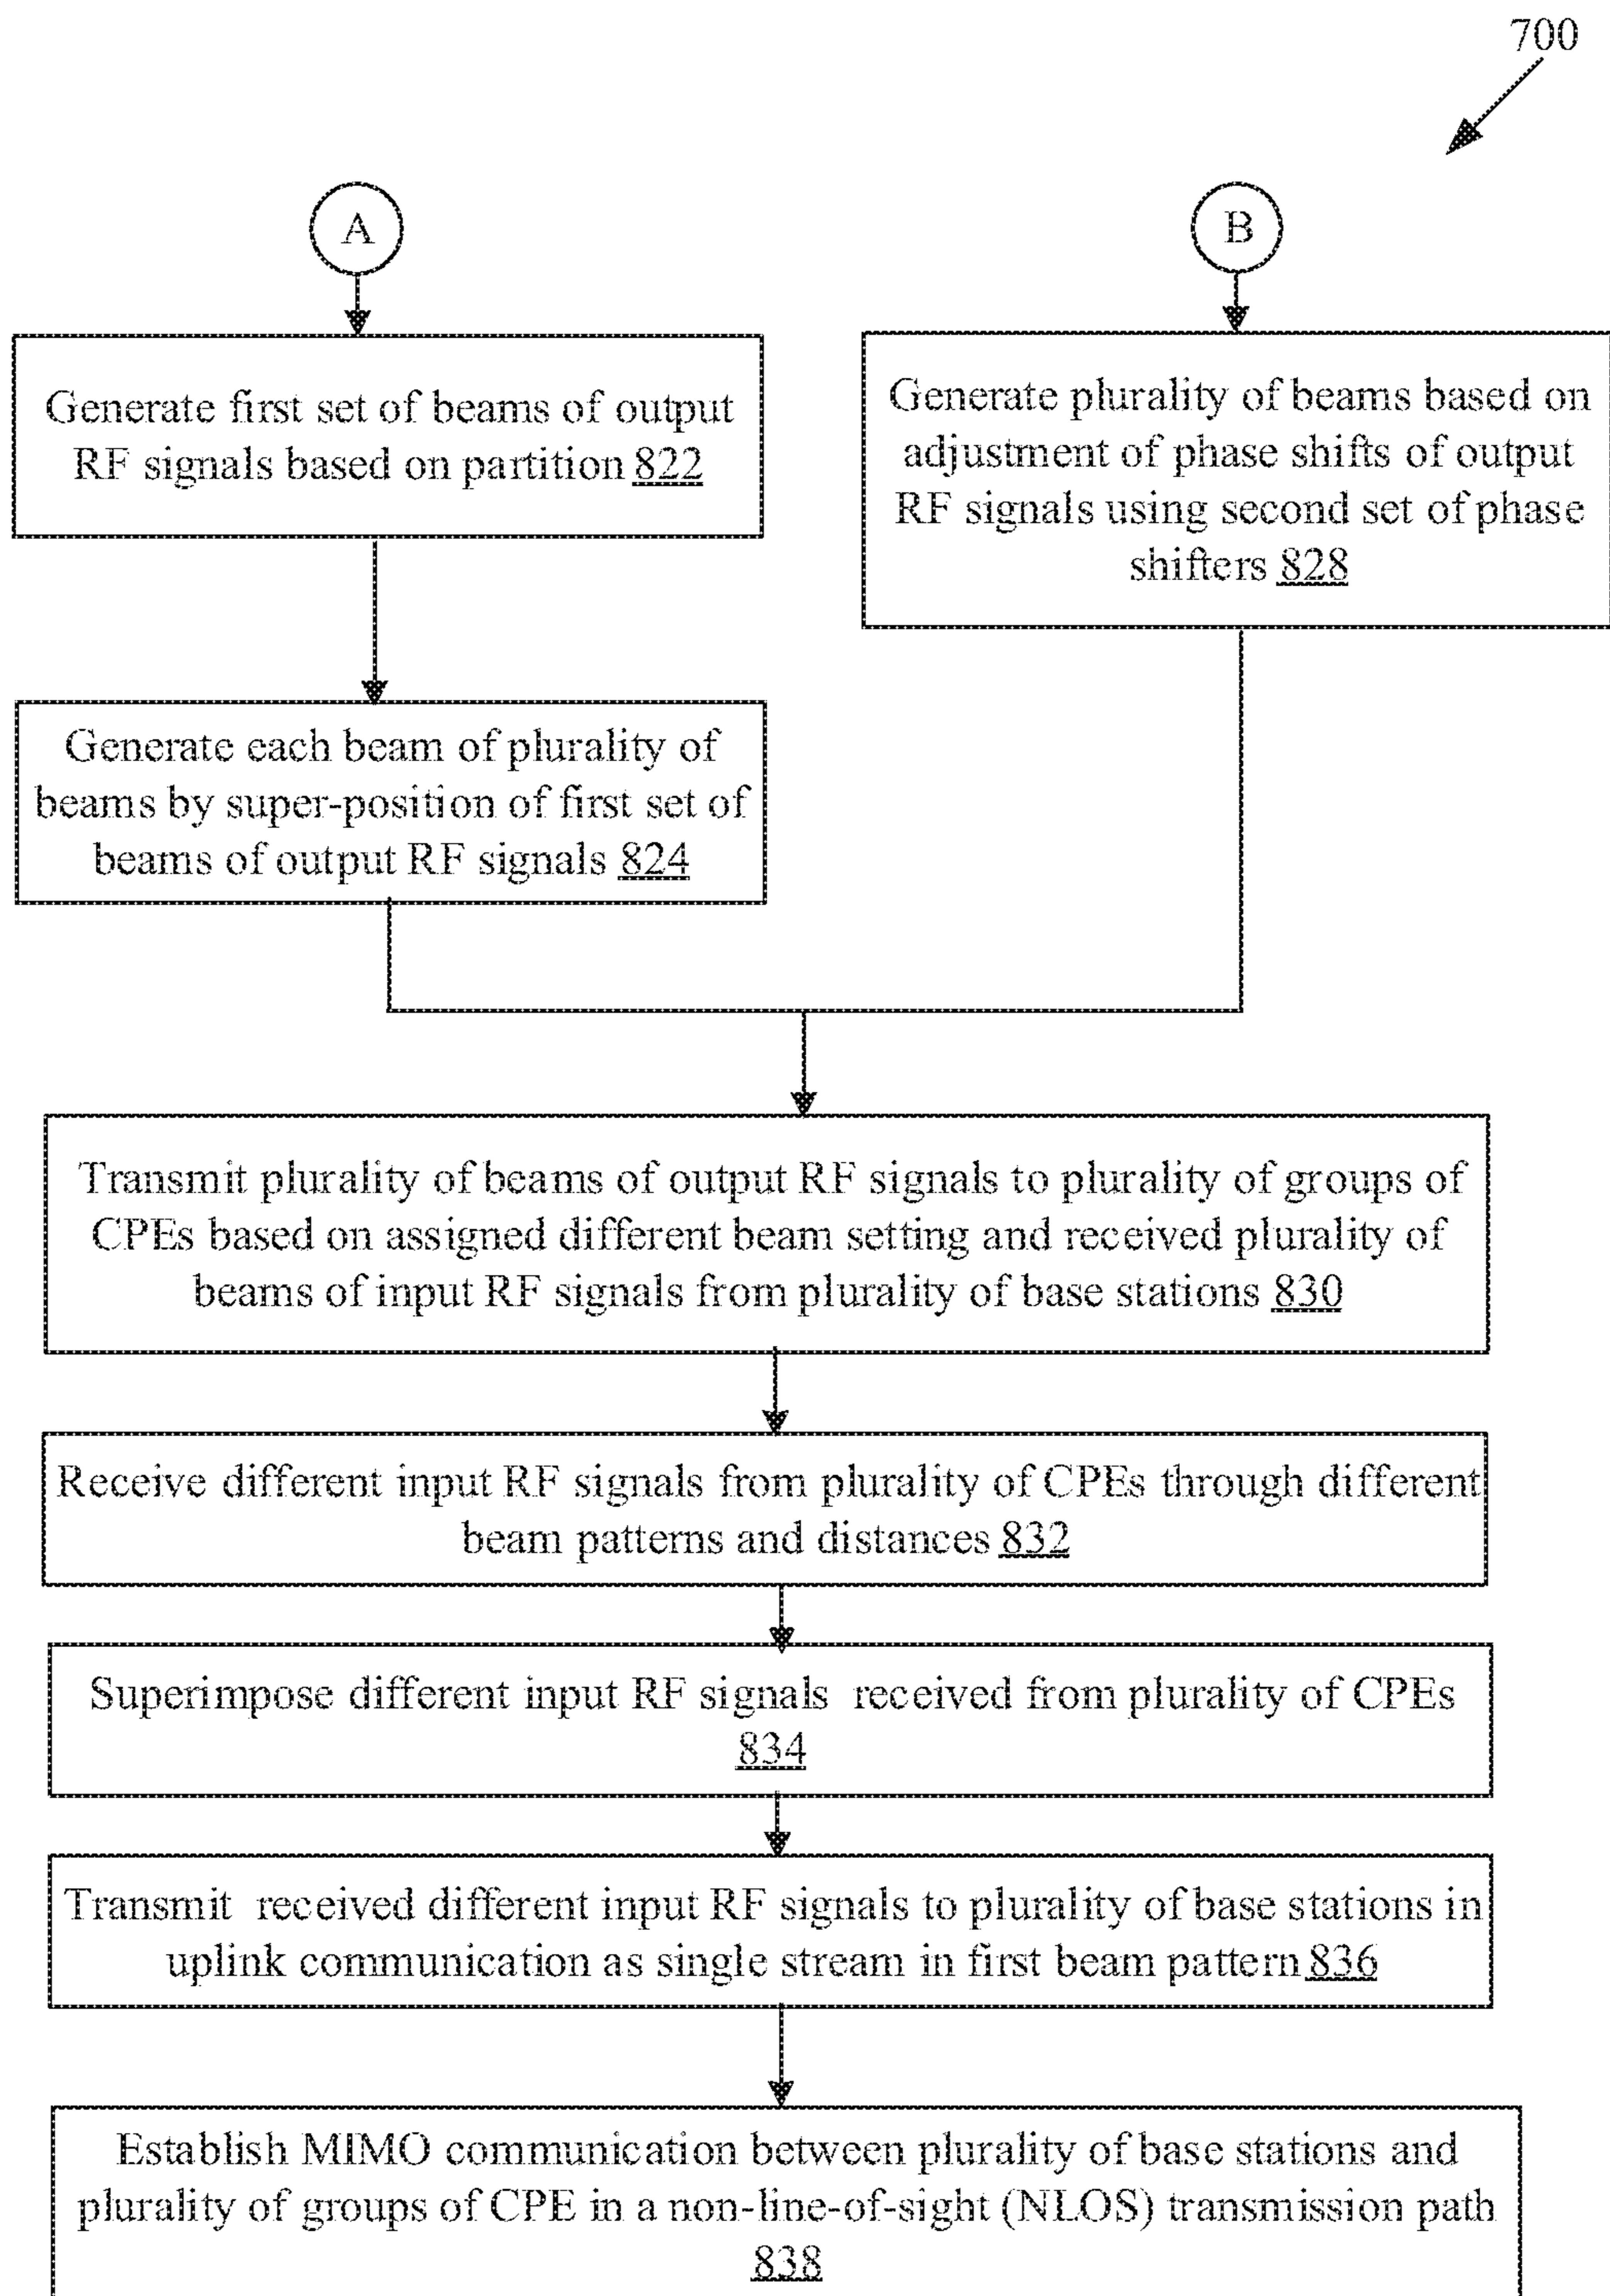 700
A
B
Generate first set of beams of output
RF signals based on partition 822
Generate plurality of beams based on
adjustment of phase shifts of output
RF signals using second set of phase
shifters 828
Generate each beam of plurality of
beams by super-position of first set of
beams of output RF signals 824
Transmit plurality of beams of output RF signals to plurality of groups of
CPEs based on assigned different beam setting and received plurality of
beams of input RF signals from plurality of base stations 830
Receive different input RF signals from plurality of CPEs through different
beam patterns and distances 832
Superimpose different input RF signals received from plurality of CPEs
834
Transmit received different input RF signals to plurality of base stations in
uplink communication as single stream in first beam pattern 836
Establish MIMO communication between plurality of base stations and
plurality of groups of CPE in a non-line-of-sight (NLOS) transmission path
838